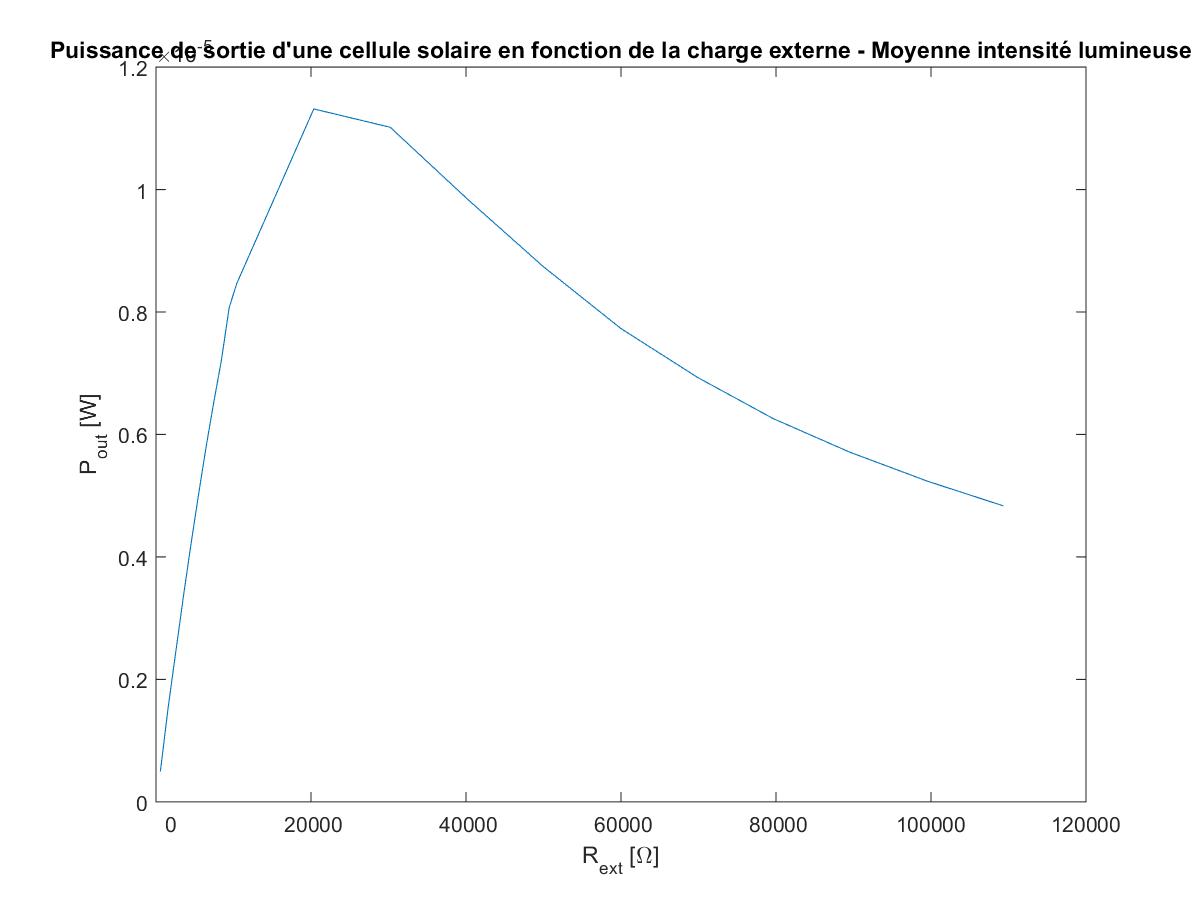 Puissance de sortie d'une cellule solaire en fonction de la charge externe - Moyenne intensité lumineuse
×10-5
1.2
1
0.8
0.6
0.4
0.2
0
P_out [W]
0 20000 40000 60000 80000 100000 120000
R_ext [Ω]